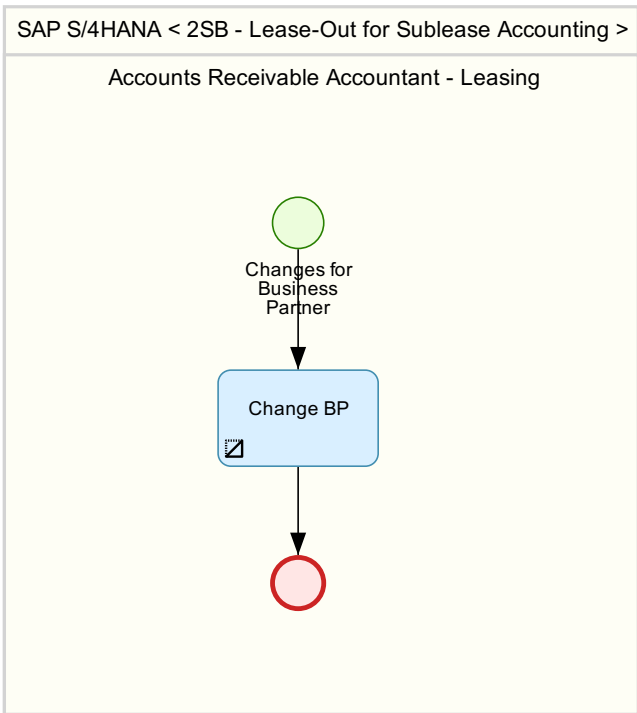 SAP S/4HANA < 2SB - Lease-Out for Sublease Accounting >
Accounts Receivable Accountant - Leasing
Changes for
Business
Partner
Change BP